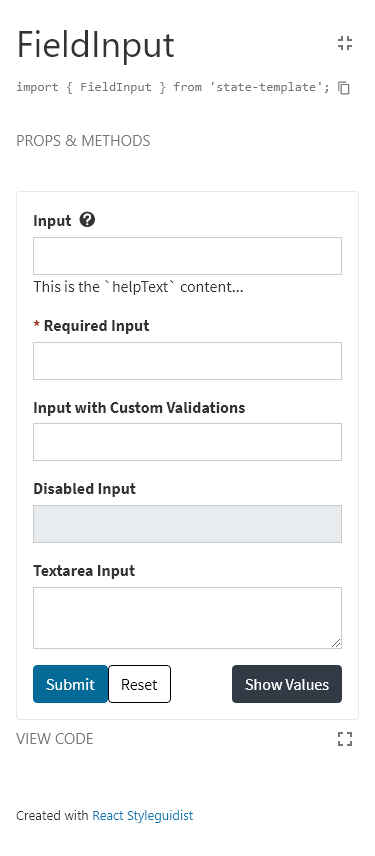 FieldInput
import { FieldInput } from 'state-template';
PROPS & METHODS
Input
This is the `helpText` content...
* Required Input
Input with Custom Validations
Disabled Input
Textarea Input
Submit Reset Show Values
VIEW CODE
Created with React Styleguidist